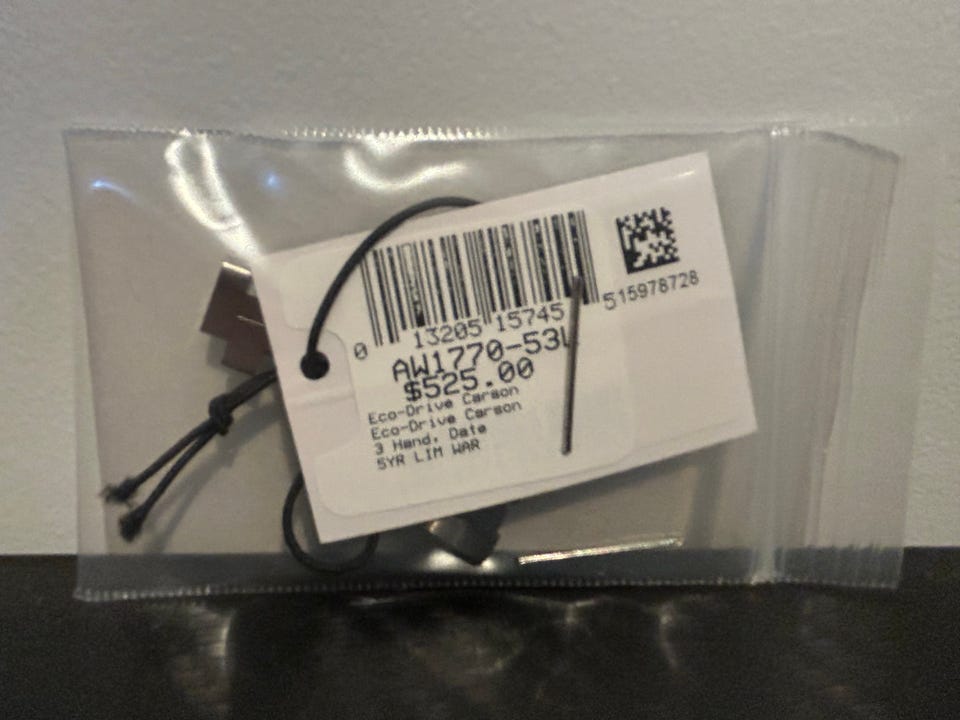 0 13205 15745
515978728
AW1770-53L
$525.00
Eco-Drive Carson
Eco-Drive Carson
3 Hand, Date
5YR LIM WAR